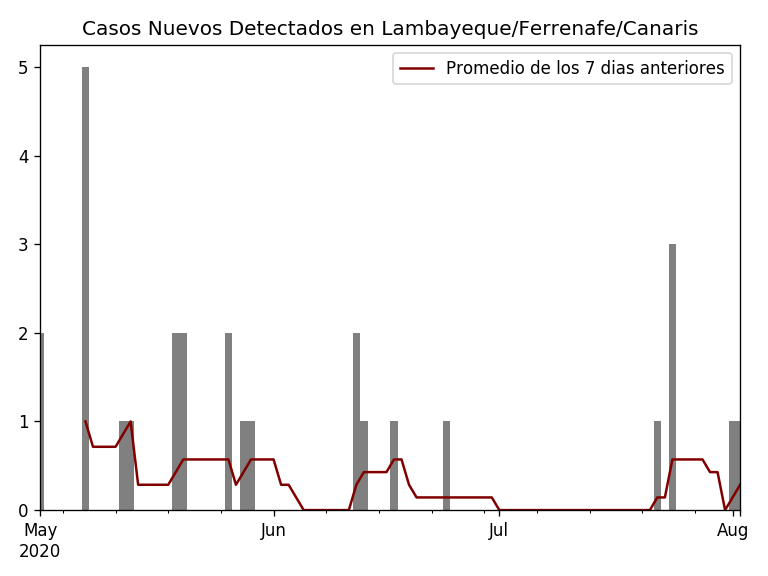 Casos Nuevos Detectados en Lambayeque/Ferrenafe/Canaris
Promedio de los 7 dias anteriores
5
4
3
2
1
0
May Jun Jul Aug
2020